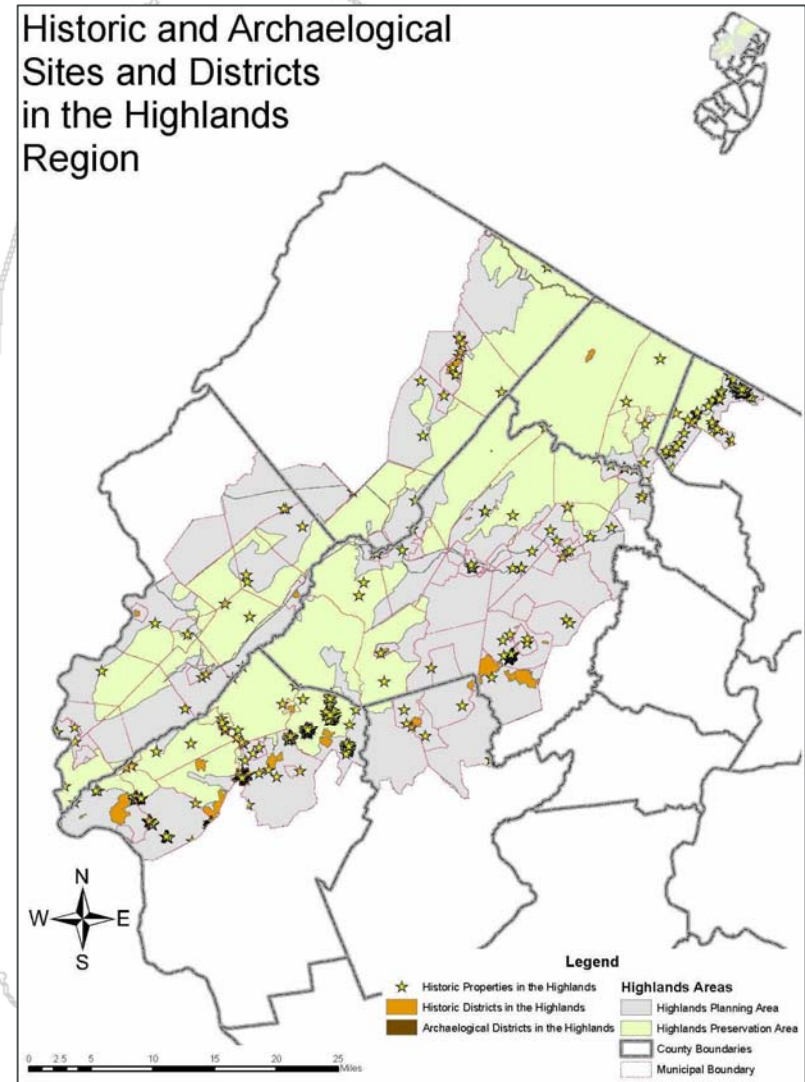 Historic and Archaelogical
Sites and Districts
in the Highlands
Region
N
W E
S
Legend
Historic Properties in the Highlands
Historic Districts in the Highlands
Archaelogical Districts in the Highlands
Highlands Areas
Highlands Planning Area
Highlands Preservation Area
County Boundaries
Municipal Boundary
0 2.5 5 10 15 20 25
Miles